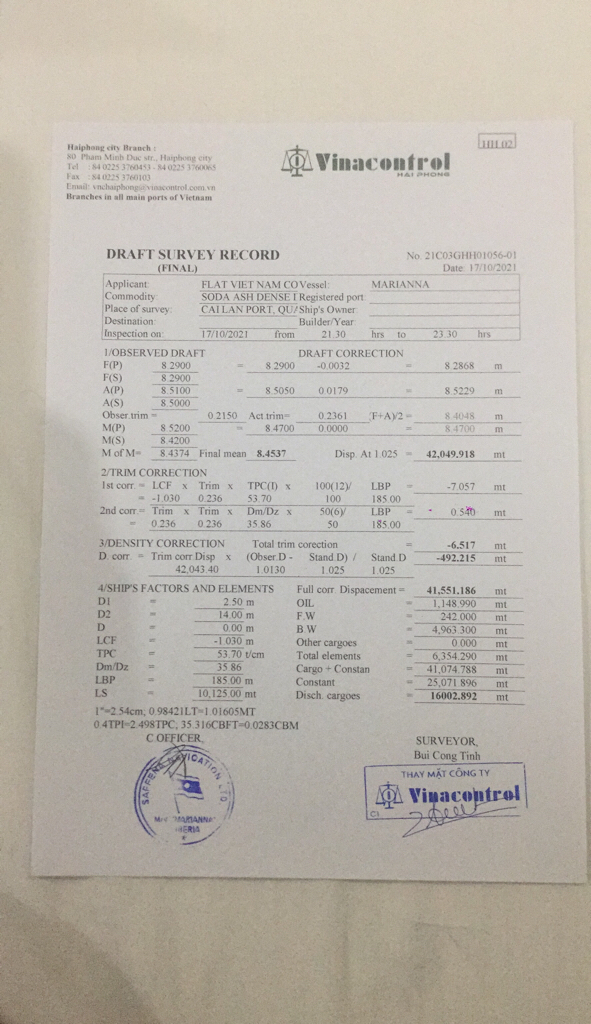 Haiphong city Branch :
80 Pham Minh Duc str., Haiphong city
Tel : 84 0225 3760453 - 84 0225 3760065
Fax : 84 0225 3760103
Email: vnchaiphong@vinacontrol.com.vn
Branches in all main ports of Vietnam
Vinacontrol
HAI PHONG
1111.02
DRAFT SURVEY RECORD
(FINAL)
No. 21C03GHH01056-01
Date: 17/10/2021
Applicant: FLAT VIET NAM CO Vessel: MARIANNA
Commodity SODA ASH DENSE I Registered port
Place of survey: CAI LAN PORT, QU Ship's Owner:
Destination: Builder/Year:
Inspection on: 17/10/2021 from 21.30 hrs to 23.30 hrs
1/OBSERVED DRAFT DRAFT CORRECTION
F(P) 8.2900 = 8.2900 -0.0032 = 8.2868 m
F(S) 8.2900
A(P) 8.5100 = 8.5050 0.0179 = 8.5229 m
A(S) 8.5000
Obser.trim = 0.2150 Act trim= 0.2361 (F+A)/2 = 8.4048 m
M(P) 8.5200 = 8.4700 0.0000 = 8.4700 m
M(S) 8.4200
M of M= 8.4374 Final mean 8.4537 Disp. At 1.025 = 42,049.918 mt
2/TRIM CORRECTION
1st corr. = LCF x Trim x TPC(I) x 100(12)/ LBP = -7.057 mt
= -1.030 0.236 53.70 100 185.00
2nd corr = Trim x Trim x Dm/Dz x 50(6)/ LBP = 0.540 mt
= 0.236 0.236 35.86 50 185.00
3/DENSITY CORRECTION Total trim corection = -6.517 mt
D. corr. = Trim corr.Disp x (Obser.D - Stand.D) / Stand.D = -492.215 mt
42,043.40 1.0130 1.025 1.025
4/SHIP'S FACTORS AND ELEMENTS Full corr. Dispacement = 41,551.186 mt
D1 = 2.50 m OIL = 1,148.990 mt
D2 = 14.00 m F.W = 242.000 mt
D = 0.00 m B.W = 4,963.300 mt
LCF = -1.030 m Other cargoes = 0.000 mt
TPC = 53.70 t/cm Total elements = 6,354.290 mt
Dm/Dz = 35.86 Cargo + Constan = 41,074.788 mt
LBP = 185.00 m Constant = 25,071.896 mt
LS = 10,125.00 mt Disch. cargoes = 16002.892 mt
1"=2.54cm; 0.98421LT=1.01605MT
0.4TPI=2.498TPC, 35.316CBFT=0.0283CBM
C.OFFICER,
SURVEYOR,
Bui Cong Tinh
NAVIGATION LTD
"MARIANNA"
THAY MẶT CÔNG TY
Vinacontrol
C1